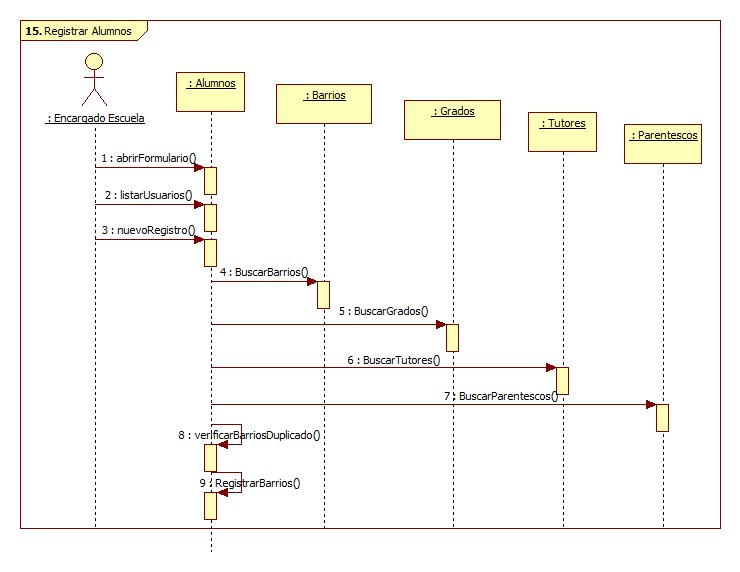 15. Registrar Alumnos
: Encargado Escuela
: Alumnos
: Barrios
: Grados
: Tutores
: Parentescos
1 : abrirFormulario()
2 : listarUsuarios()
3 : nuevoRegistro()
4 : BuscarBarrios()
5 : BuscarGrados()
6 : BuscarTutores()
7 : BuscarParentescos()
8 : verificarBarriosDuplicado()
9 : RegistrarBarrios()